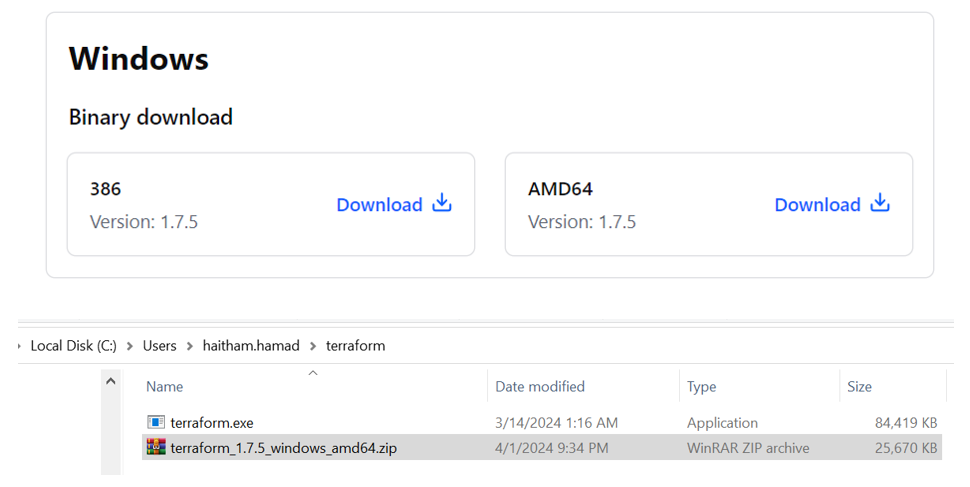 Windows
Binary download
386
Download
Version: 1.7.5
AMD64
Download
Version: 1.7.5
Local Disk (C:) > Users > haitham.hamad > terraform
Name Date modified Type Size
terraform.exe 3/14/2024 1:16 AM Application 84,419 KB
terraform_1.7.5_windows_amd64.zip 4/1/2024 9:34 PM WinRAR ZIP archive 25,670 KB